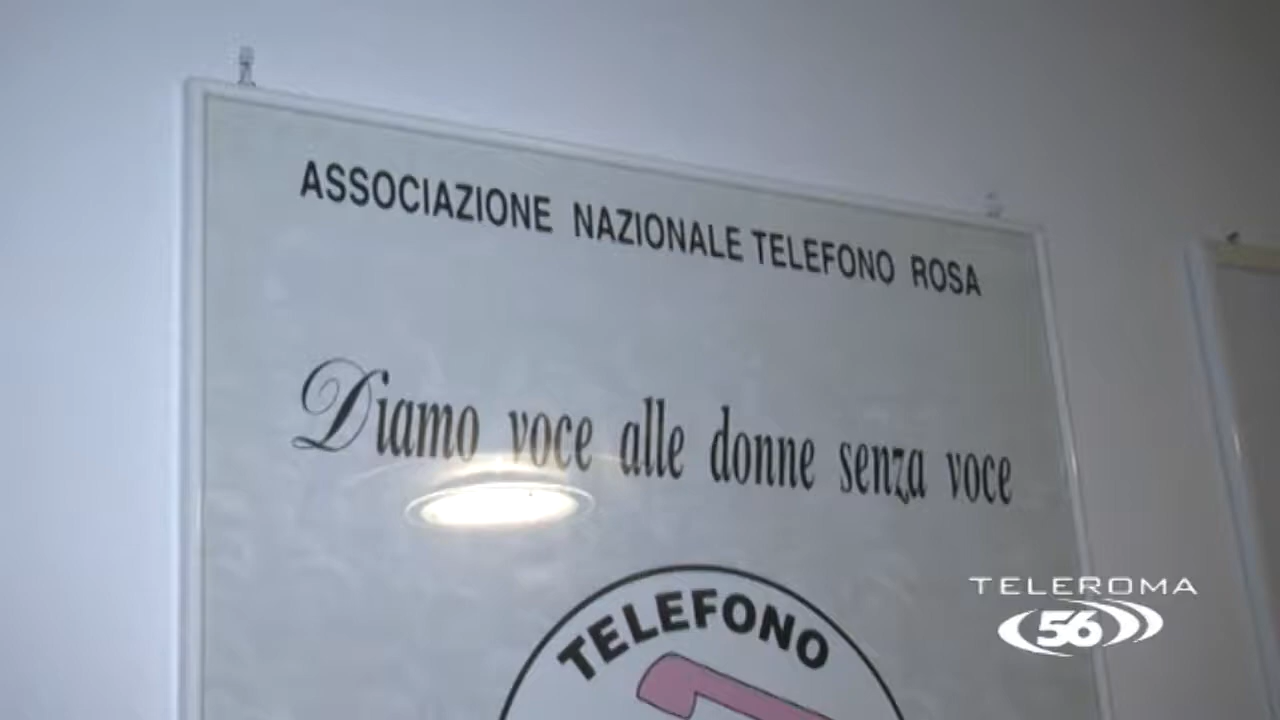 ASSOCIAZIONE NAZIONALE TELEFONO ROSA
Diamo voce alle donne senza voce
TELEFONO
TELEROMA
56